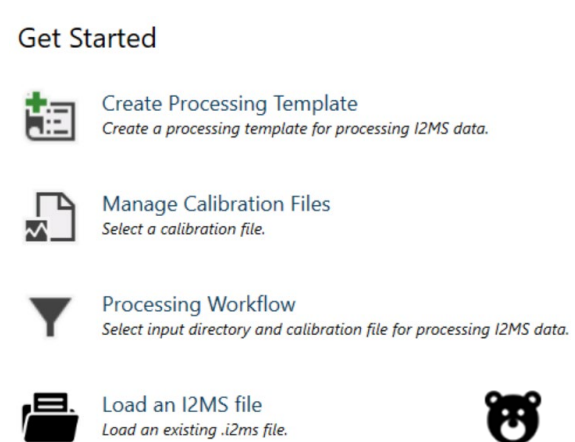 Get Started
Create Processing Template
Create a processing template for processing I2MS data.
Manage Calibration Files
Select a calibration file.
Processing Workflow
Select input directory and calibration file for processing I2MS data.
Load an I2MS file
Load an existing .i2ms file.